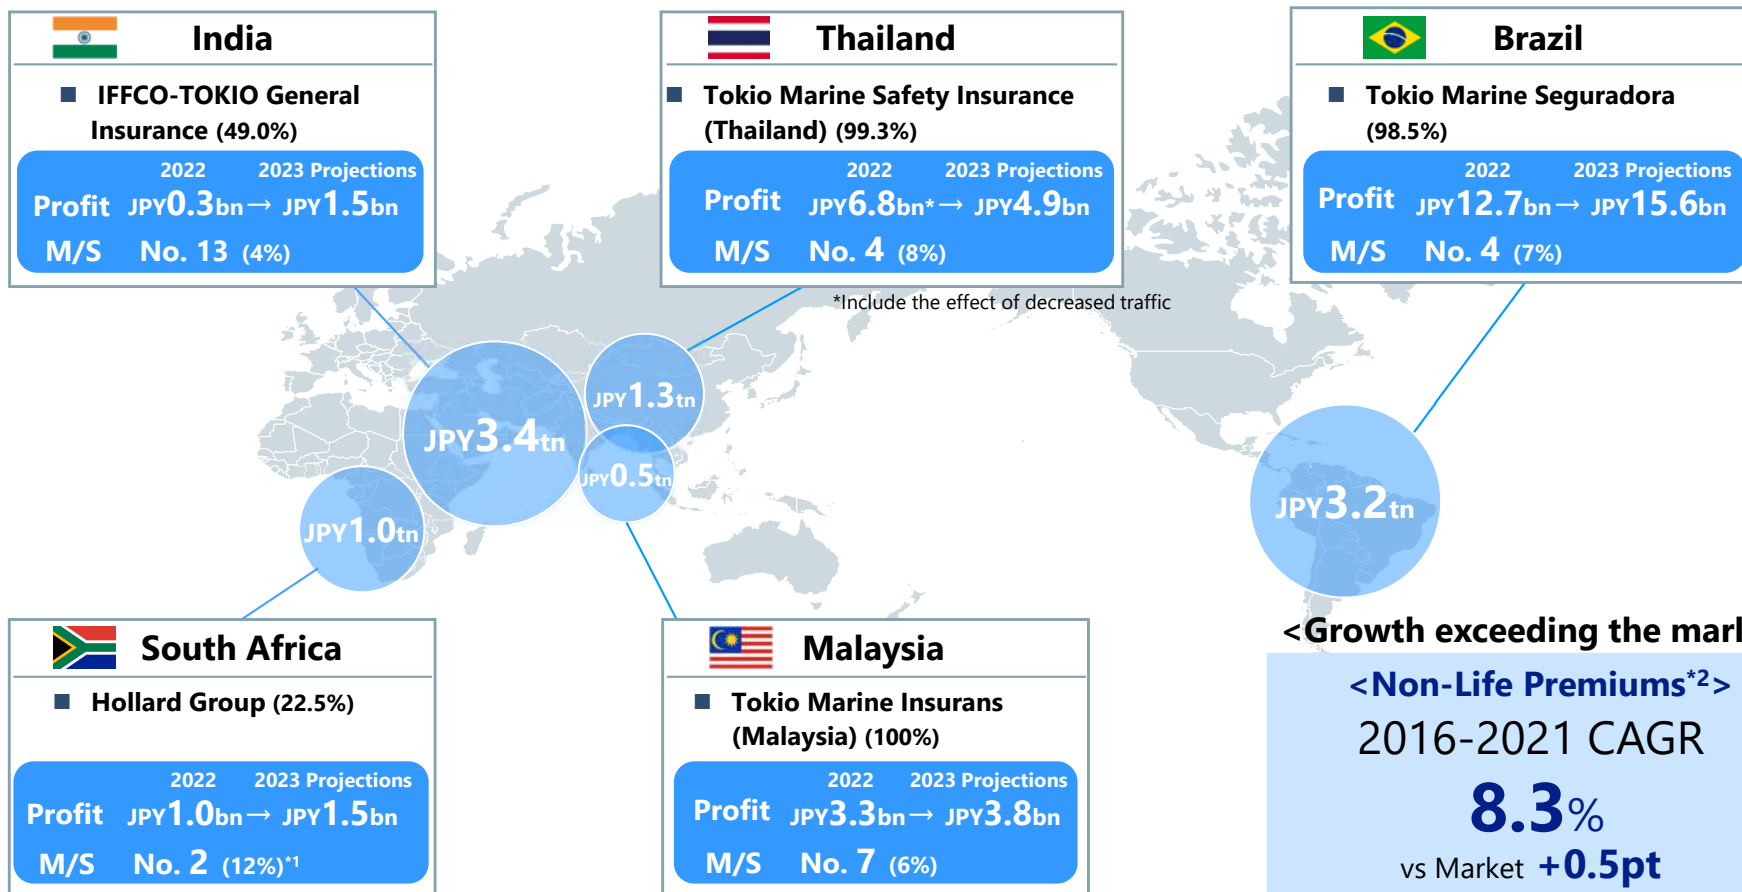 India
■ IFFCO-TOKIO General
Insurance (49.0%)
2022 2023 Projections
Profit JPY0.3bn→ JPY1.5bn
M/S No. 13 (4%)
Thailand
■ Tokio Marine Safety Insurance
(Thailand) (99.3%)
2022 2023 Projections
Profit JPY6.8bn*→ JPY4.9bn
M/S No. 4 (8%)
*Include the effect of decreased traffic
Brazil
■ Tokio Marine Seguradora
(98.5%)
2022 2023 Projections
Profit JPY12.7bn→ JPY15.6bn
M/S No. 4 (7%)
JPY3.4tn
JPY1.3tn
JPY0.5tn
JPY1.0tn
JPY3.2tn
South Africa
■ Hollard Group (22.5%)
2022 2023 Projections
Profit JPY1.0bn→ JPY1.5bn
M/S No. 2 (12%)*1
Malaysia
■ Tokio Marine Insurans
(Malaysia) (100%)
2022 2023 Projections
Profit JPY3.3bn→ JPY3.8bn
M/S No. 7 (6%)
<Growth exceeding the mar
<Non-Life Premiums*2>
2016-2021 CAGR
8.3%
vs Market +0.5pt